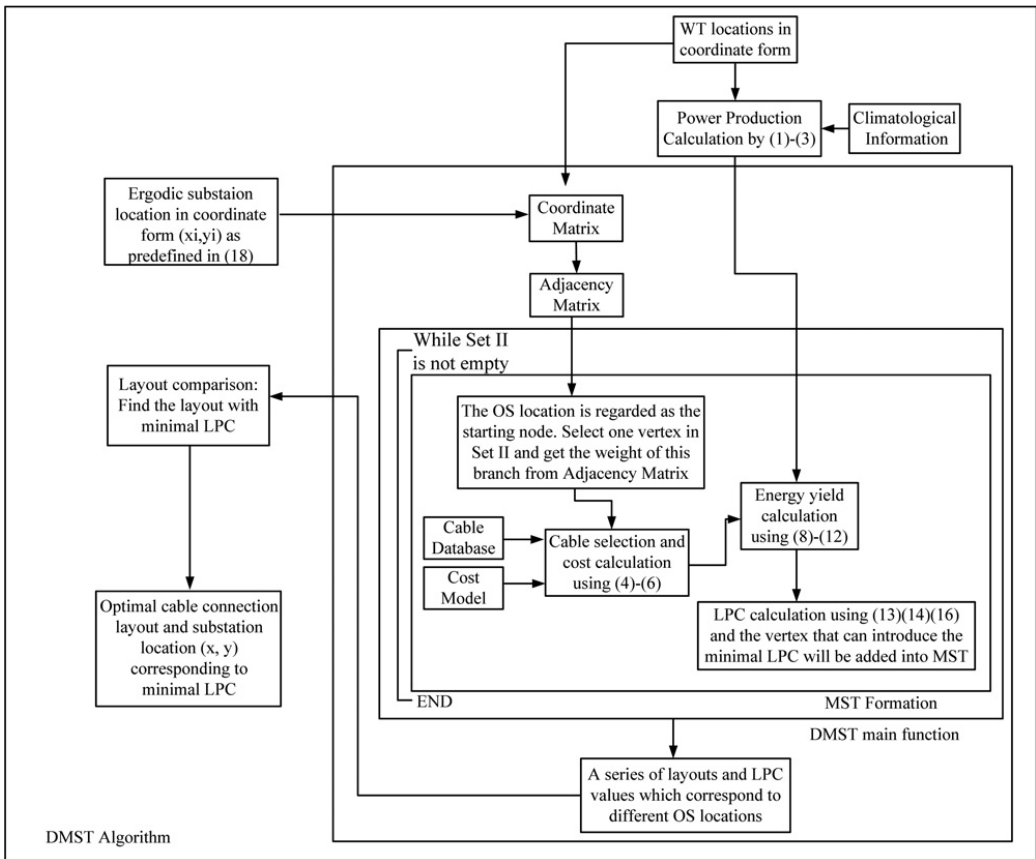 WT locations in
coordinate form
Power Production
Calculation by (1)-(3)
Climatological
Information
Ergodic substaion
location in coordinate
form (xi,yi) as
predefined in (18)
Coordinate
Matrix
Adjacency
Matrix
While Set II
is not empty
Layout comparison:
Find the layout with
minimal LPC
The OS location is regarded as the
starting node. Select one vertex in
Set II and get the weight of this
branch from Adjacency Matrix
Energy yield
calculation
using (8)-(12)
Cable
Database
Cable selection and
cost calculation
using (4)-(6)
Cost
Model
Optimal cable connection
layout and substation
location (x, y)
corresponding to
minimal LPC
LPC calculation using (13)(14)(16)
and the vertex that can introduce the
minimal LPC will be added into MST
END
MST Formation
DMST main function
A series of layouts and LPC
values which correspond to
different OS locations
DMST Algorithm